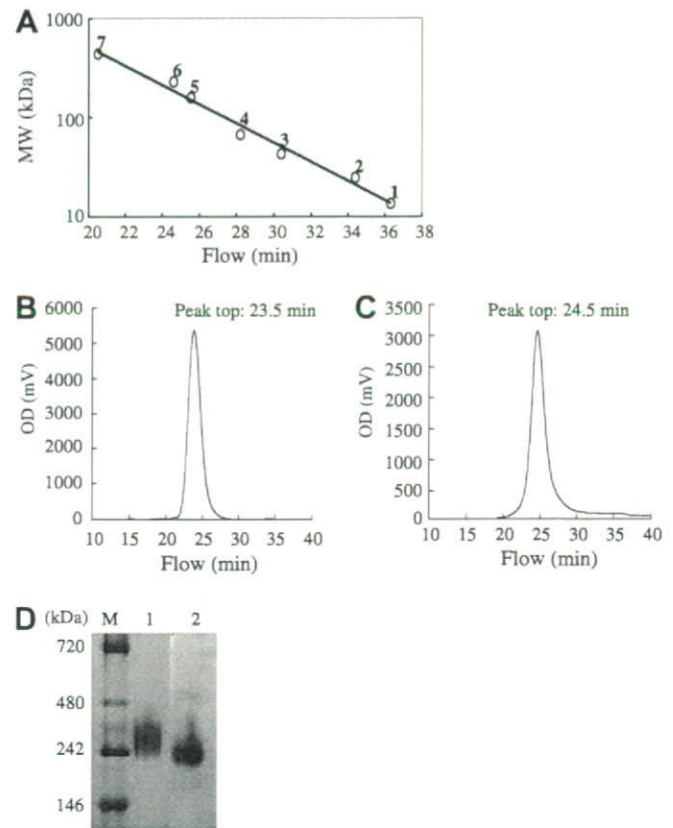 A
1000
100
10
MW (kDa)
7
6
5
4
3
2
1
20 22 24 26 28 30 32 34 36 38
Flow (min)
B
Peak top: 23.5 min
6000
5000
4000
3000
2000
1000
0
OD (mV)
10 15 20 25 30 35 40
Flow (min)
C
Peak top: 24.5 min
3500
3000
2500
2000
1500
1000
500
0
OD (mV)
10 15 20 25 30 35 40
Flow (min)
D
(kDa) M 1 2
720
480
242
146